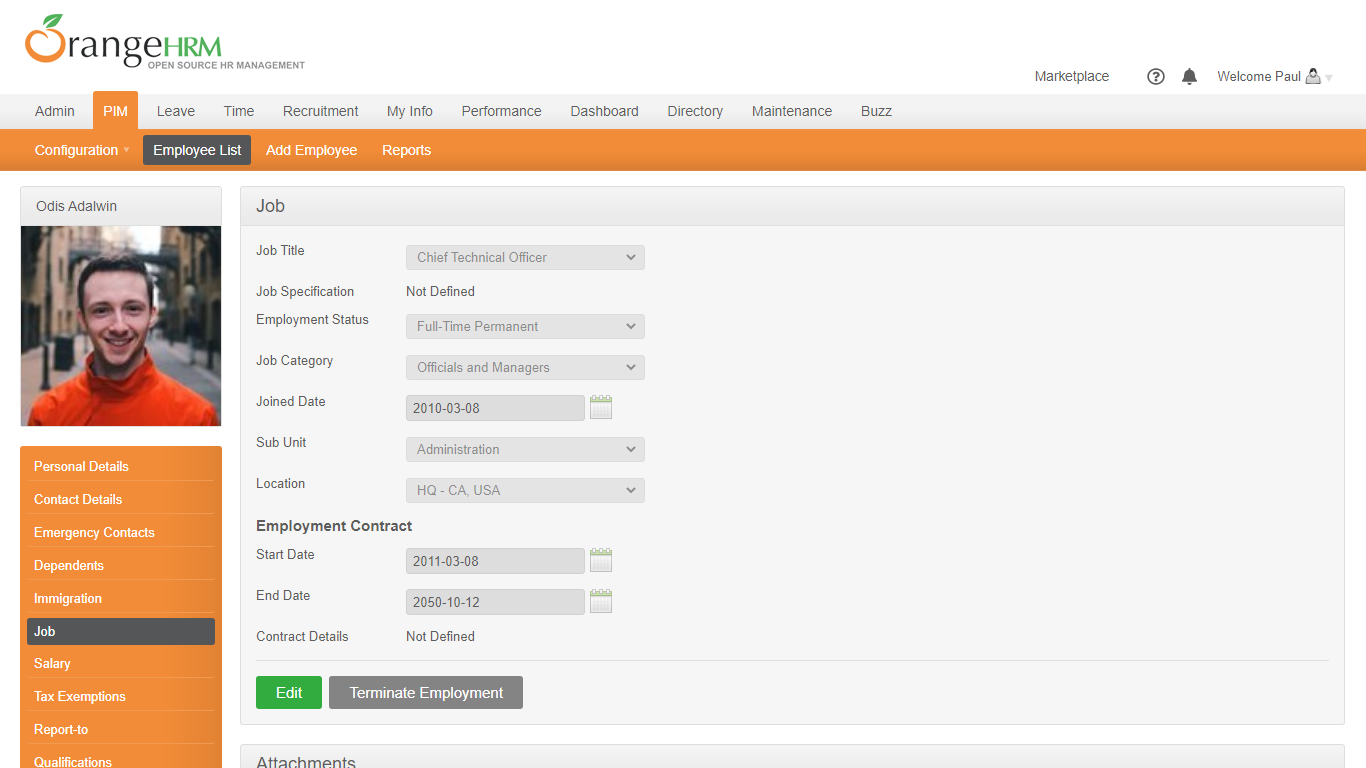 OrangeHRM
OPEN SOURCE HR MANAGEMENT
Marketplace
?
Welcome Paul
Admin PIM Leave Time Recruitment My Info Performance Dashboard Directory Maintenance Buzz
Configuration Employee List Add Employee Reports
Odis Adalwin
Personal Details
Contact Details
Emergency Contacts
Dependents
Immigration
Job
Salary
Tax Exemptions
Report-to
Qualifications
Job
Job Title Chief Technical Officer
Job Specification Not Defined
Employment Status Full-Time Permanent
Job Category Officials and Managers
Joined Date 2010-03-08
Sub Unit Administration
Location HQ - CA, USA
Employment Contract
Start Date 2011-03-08
End Date 2050-10-12
Contract Details Not Defined
Edit Terminate Employment
Attachments